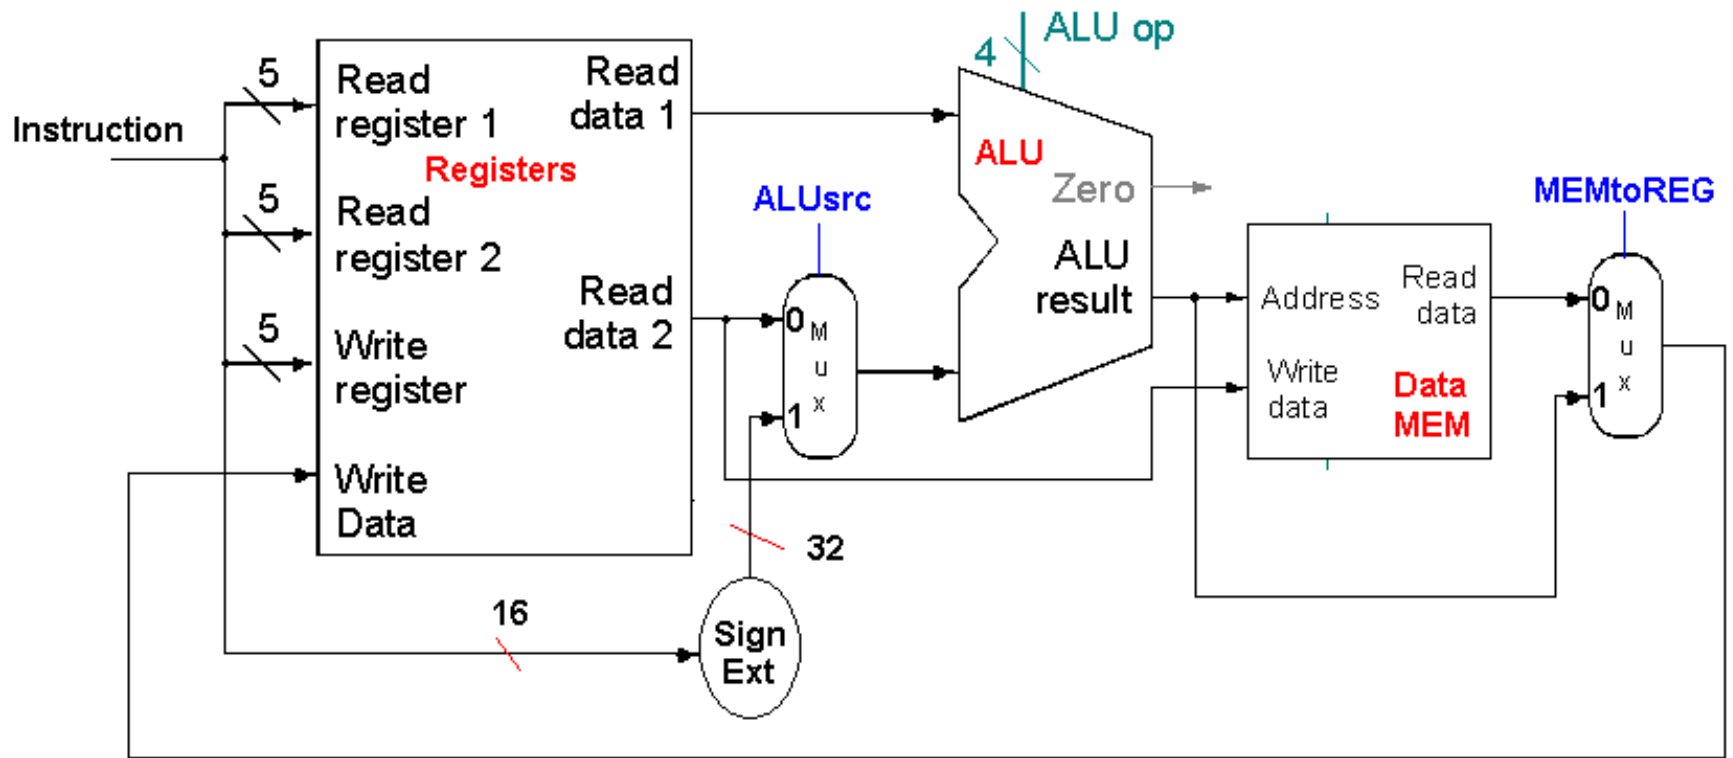 Instruction
5
5
5
16
Read
register 1
Registers
Read
register 2
Write
register
Write
Data
Read
data 1
Read
data 2
32
Sign
Ext
ALUsrc
0
M
u
x
1
4
ALU op
ALU
Zero
ALU
result
Address
Write
data
Read
data
Data
MEM
MEMtoREG
0
M
u
x
1